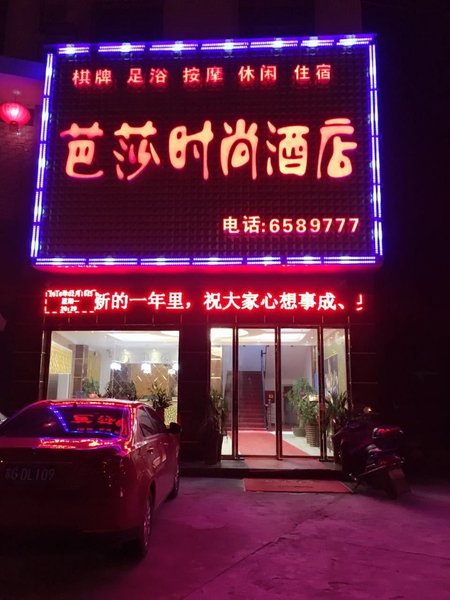 棋牌 足浴 按摩 休闲 住宿
芭莎时尚酒店
电话:6589777
新的一年里，祝大家心想事成、
GDL109